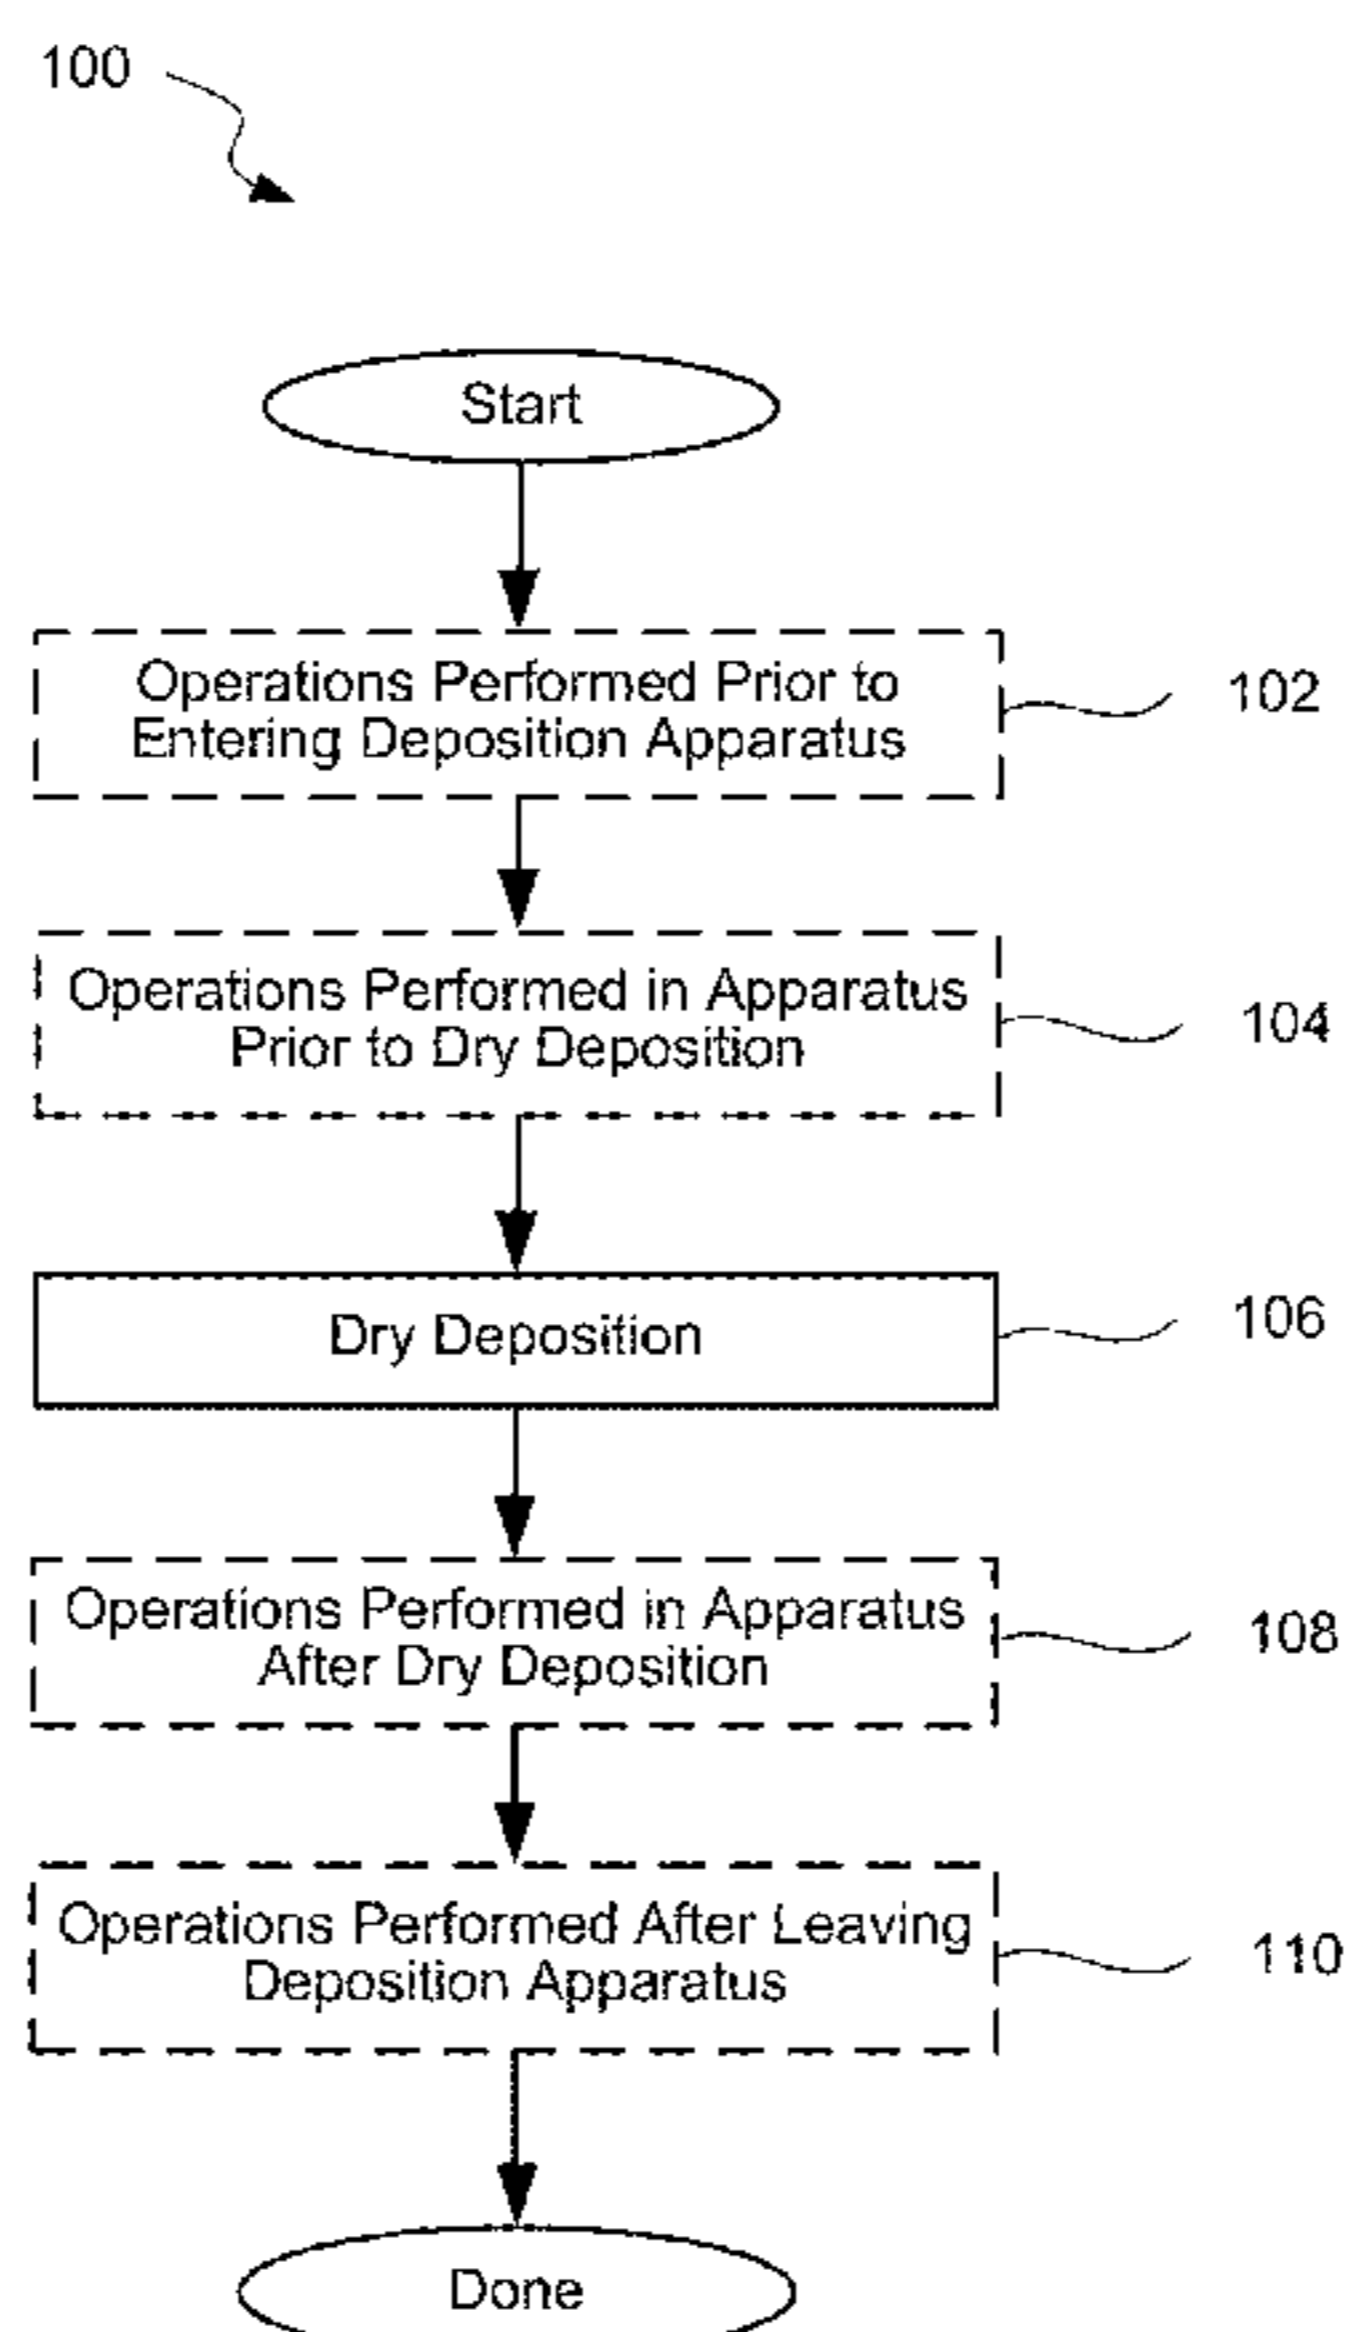 100
Start
Operations Performed Prior to
Entering Deposition Apparatus
102
Operations Performed in Apparatus
Prior to Dry Deposition
104
Dry Deposition
106
Operations Performed in Apparatus
After Dry Deposition
108
Operations Performed After Leaving
Deposition Apparatus
110
Done